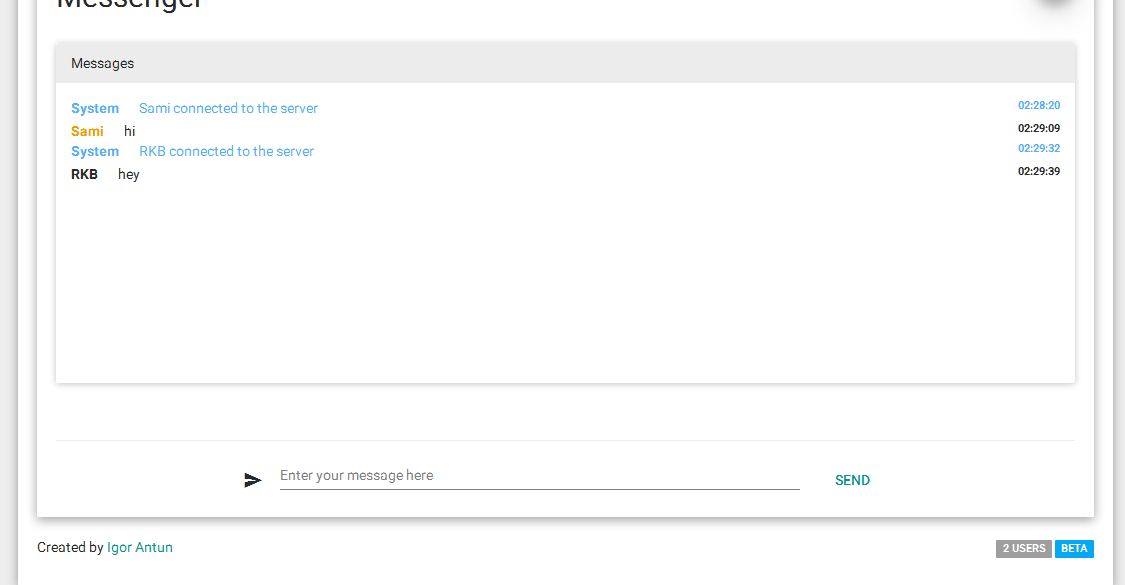 Messenger
Messages
System Sami connected to the server 02:28:20
Sami hi 02:29:09
System RKB connected to the server 02:29:32
RKB hey 02:29:39
Enter your message here SEND
Created by Igor Antun 2 USERS BETA